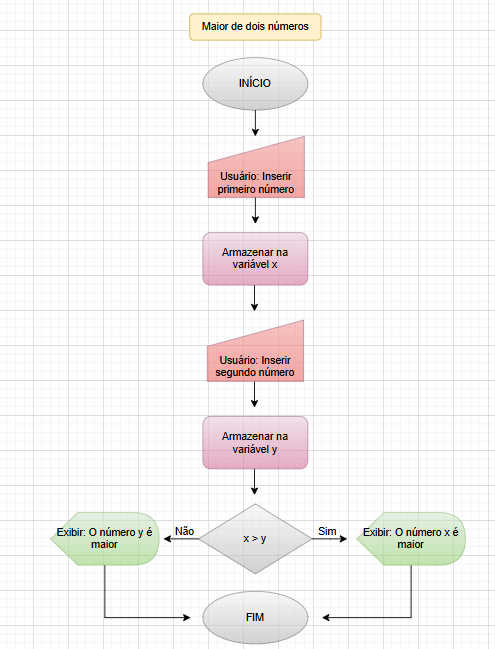 Maior de dois números
INÍCIO
Usuário: Inserir
primeiro número
Armazenar na
variável x
Usuário: Inserir
segundo número
Armazenar na
variável y
Não
x > y
Sim
Exibir: O número y é
maior
Exibir: O número x é
maior
FIM